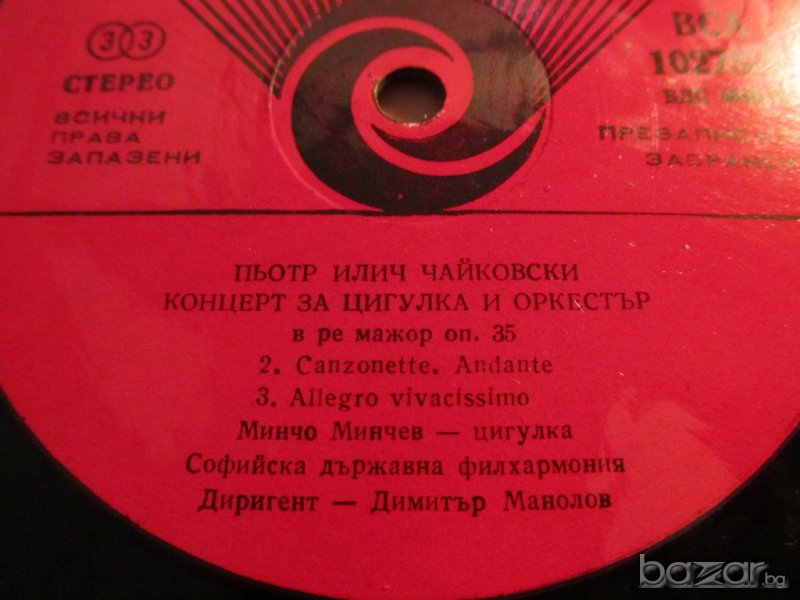 33
СТЕРЕО
ВСИЧКИ
ПРАВА
ЗАПАЗЕНИ
ВСА
ЗАБРАНЕН
ПЬОТР ИЛИЧ ЧАЙКОВСКИ
КОНЦЕРТ ЗА ЦИГУЛКА И ОРКЕСТЪР
в ре мажор оп. 35
2. Canzonette. Andante
3. Allegro vivacissimo
Минчо Минчев — цигулка
Софийска държавна филхармония
Диригент — Димитър Манолов
bazar.bg